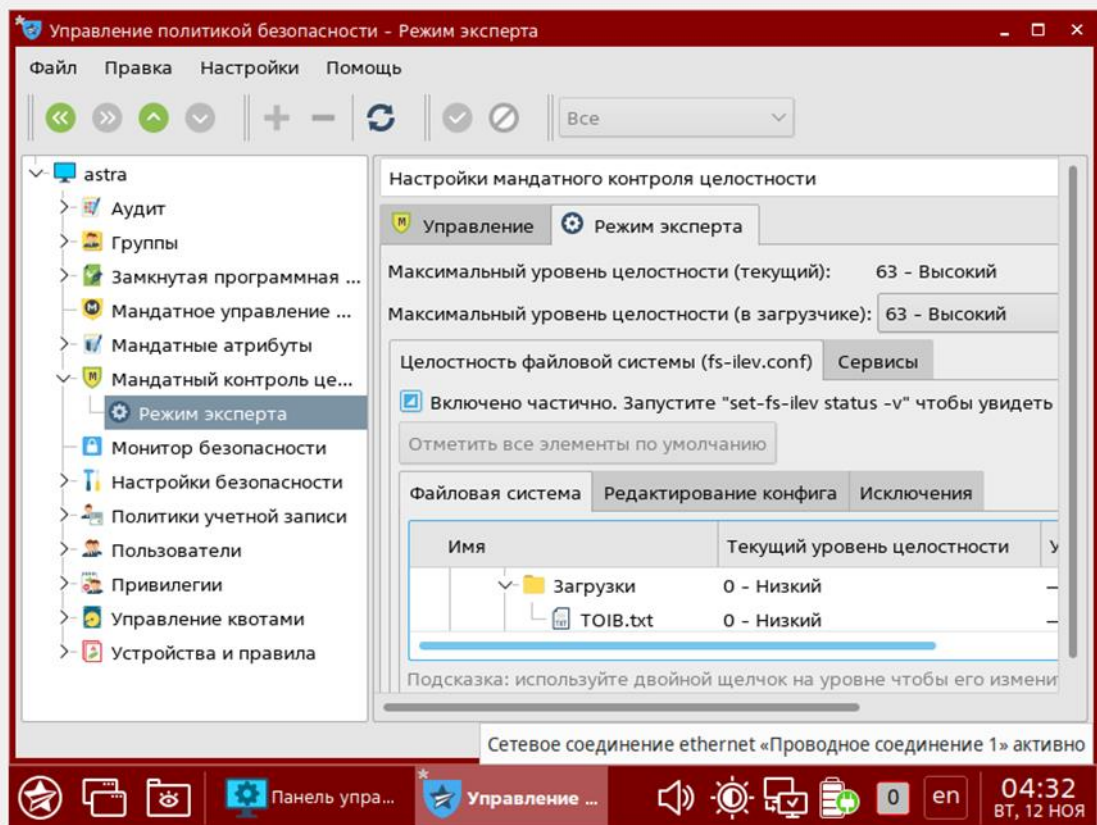 Управление политикой безопасности - Режим эксперта
Файл Правка Настройки Помощь
Все
astra
Аудит
Группы
Замкнутая программная ...
Мандатное управление ...
Мандатные атрибуты
Мандатный контроль це...
Режим эксперта
Монитор безопасности
Настройки безопасности
Политики учетной записи
Пользователи
Привилегии
Управление квотами
Устройства и правила
Настройки мандатного контроля целостности
Управление Режим эксперта
Максимальный уровень целостности (текущий): 63 - Высокий
Максимальный уровень целостности (в загрузчике): 63 - Высокий
Целостность файловой системы (fs-ilev.conf) Сервисы
Включено частично. Запустите "set-fs-ilev status -v" чтобы увидеть
Отметить все элементы по умолчанию
Файловая система Редактирование конфига Исключения
Имя Текущий уровень целостности У
Загрузки 0 - Низкий —
TOIB.txt 0 - Низкий —
Подсказка: используйте двойной щелчок на уровне чтобы его измени
Сетевое соединение ethernet «Проводное соединение 1» активно
Панель упра... Управление ... 0 en 04:32
ВТ, 12 НОЯ